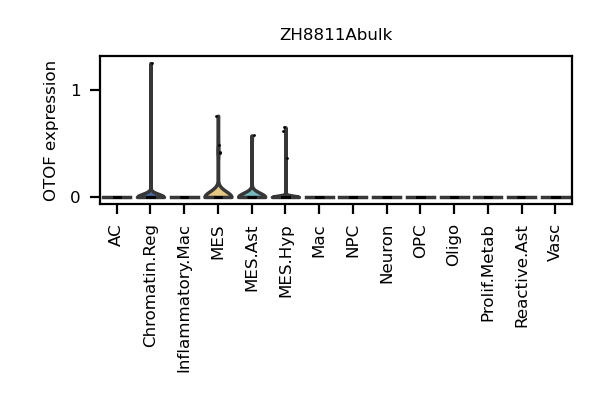 ZH8811Abulk
OTOF expression
1
0
AC
Chromatin.Reg
Inflammatory.Mac
MES
MES.Ast
MES.Hyp
Mac
NPC
Neuron
OPC
Oligo
Prolif.Metab
Reactive.Ast
Vasc